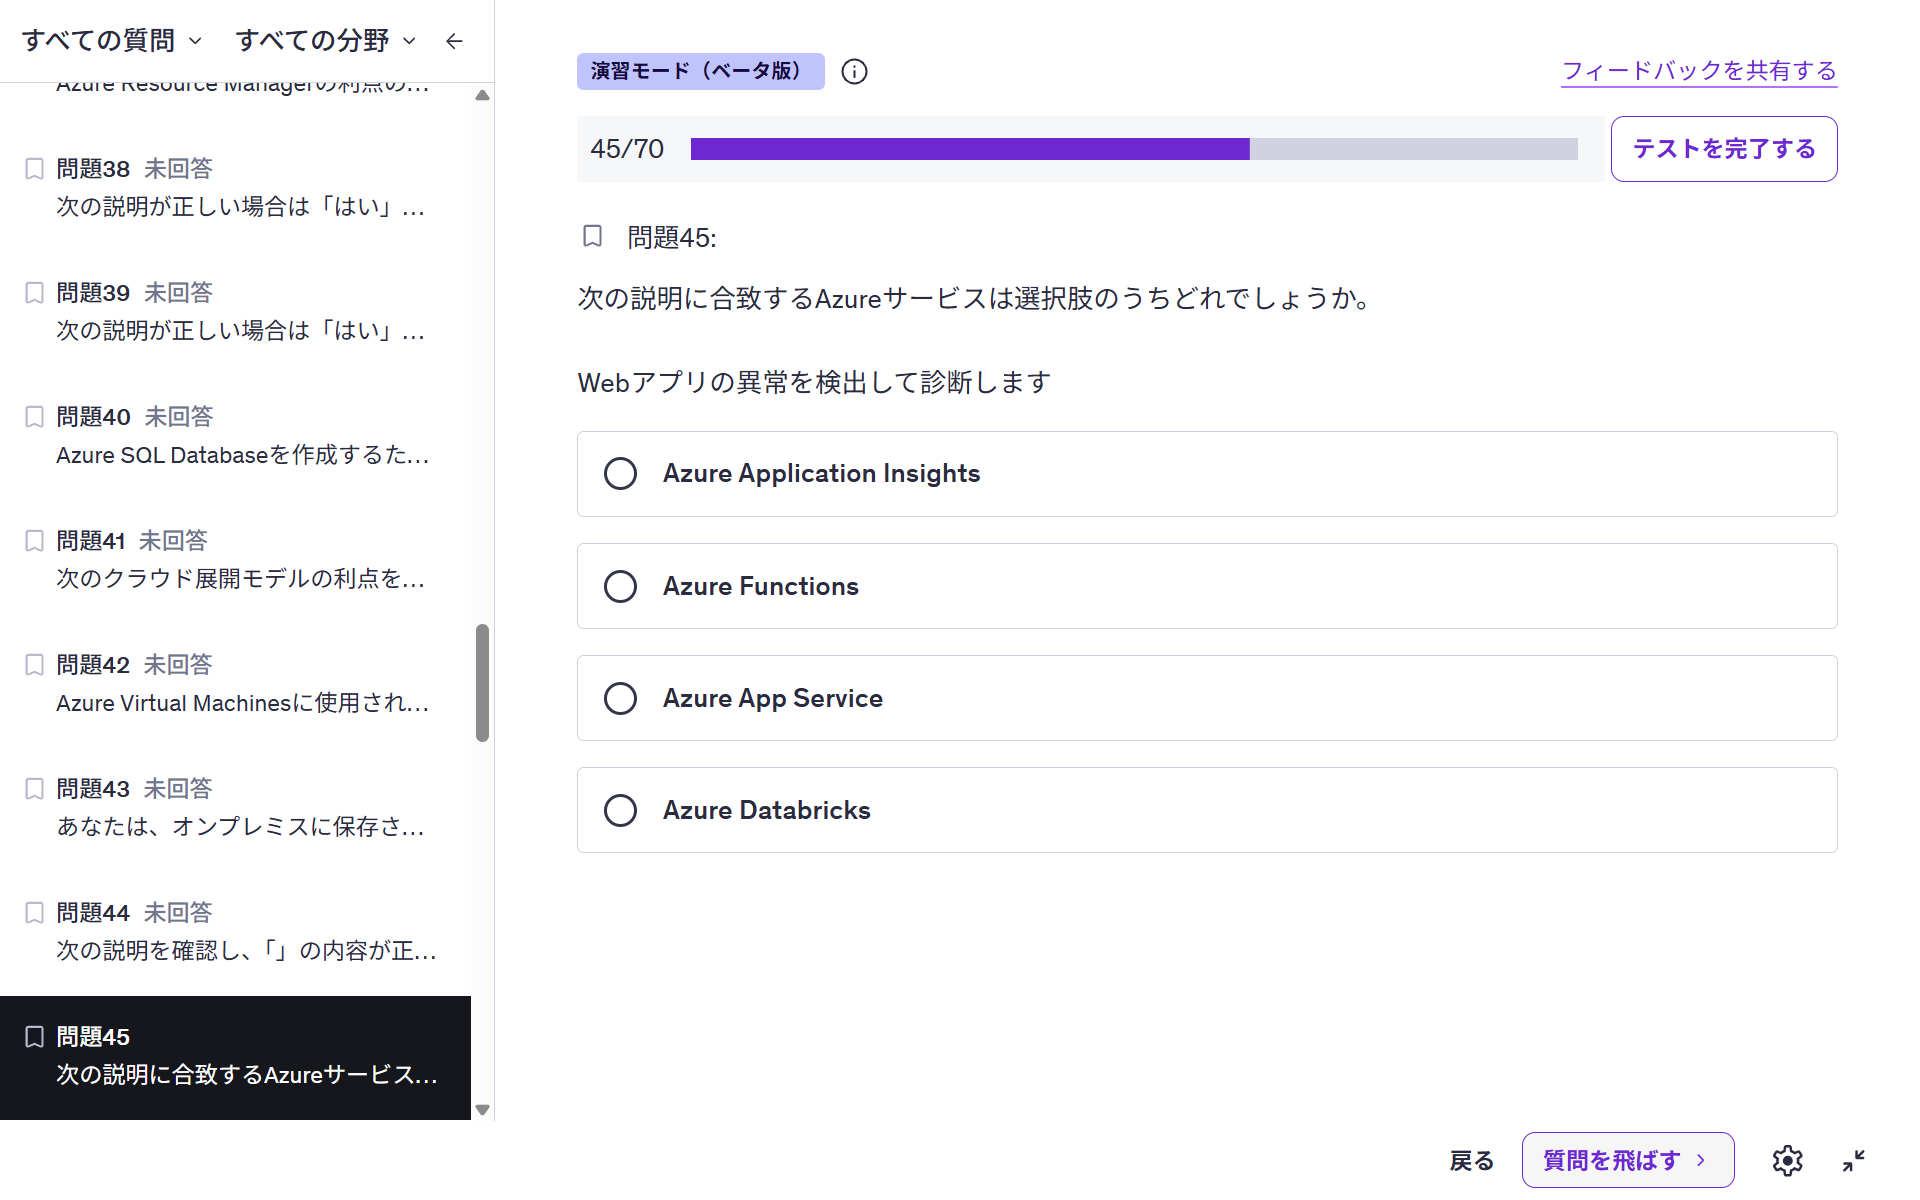 すべての質問 すべての分野
Azure Resource Managerの利点の...
問題38 未回答
次の説明が正しい場合は「はい」...
問題39 未回答
次の説明が正しい場合は「はい」...
問題40 未回答
Azure SQL Databaseを作成するた...
問題41 未回答
次のクラウド展開モデルの利点を...
問題42 未回答
Azure Virtual Machinesに使用され...
問題43 未回答
あなたは、オンプレミスに保存さ...
問題44 未回答
次の説明を確認し、「」の内容が正...
問題45
次の説明に合致するAzureサービス...
演習モード（ベータ版）
フィードバックを共有する
45/70
テストを完了する
問題45:
次の説明に合致するAzureサービスは選択肢のうちどれでしょうか。
Webアプリの異常を検出して診断します
Azure Application Insights
Azure Functions
Azure App Service
Azure Databricks
戻る
質問を飛ばす